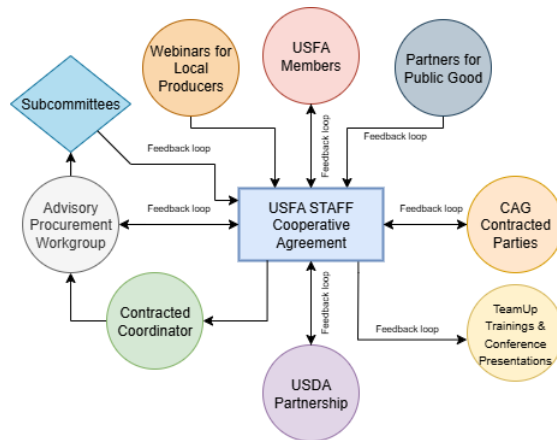 Webinars for
Local
Producers
USFA
Members
Partners for
Public Good
Subcommittees
Feedback loop
Feedback loop
Feedback loop
Advisory
Procurement
Workgroup
Feedback loop
USFA STAFF
Cooperative
Agreement
Feedback loop
CAG
Contracted
Parties
Contracted
Coordinator
Feedback loop
Feedback loop
TeamUp
Trainings &
Conference
Presentations
USDA
Partnership